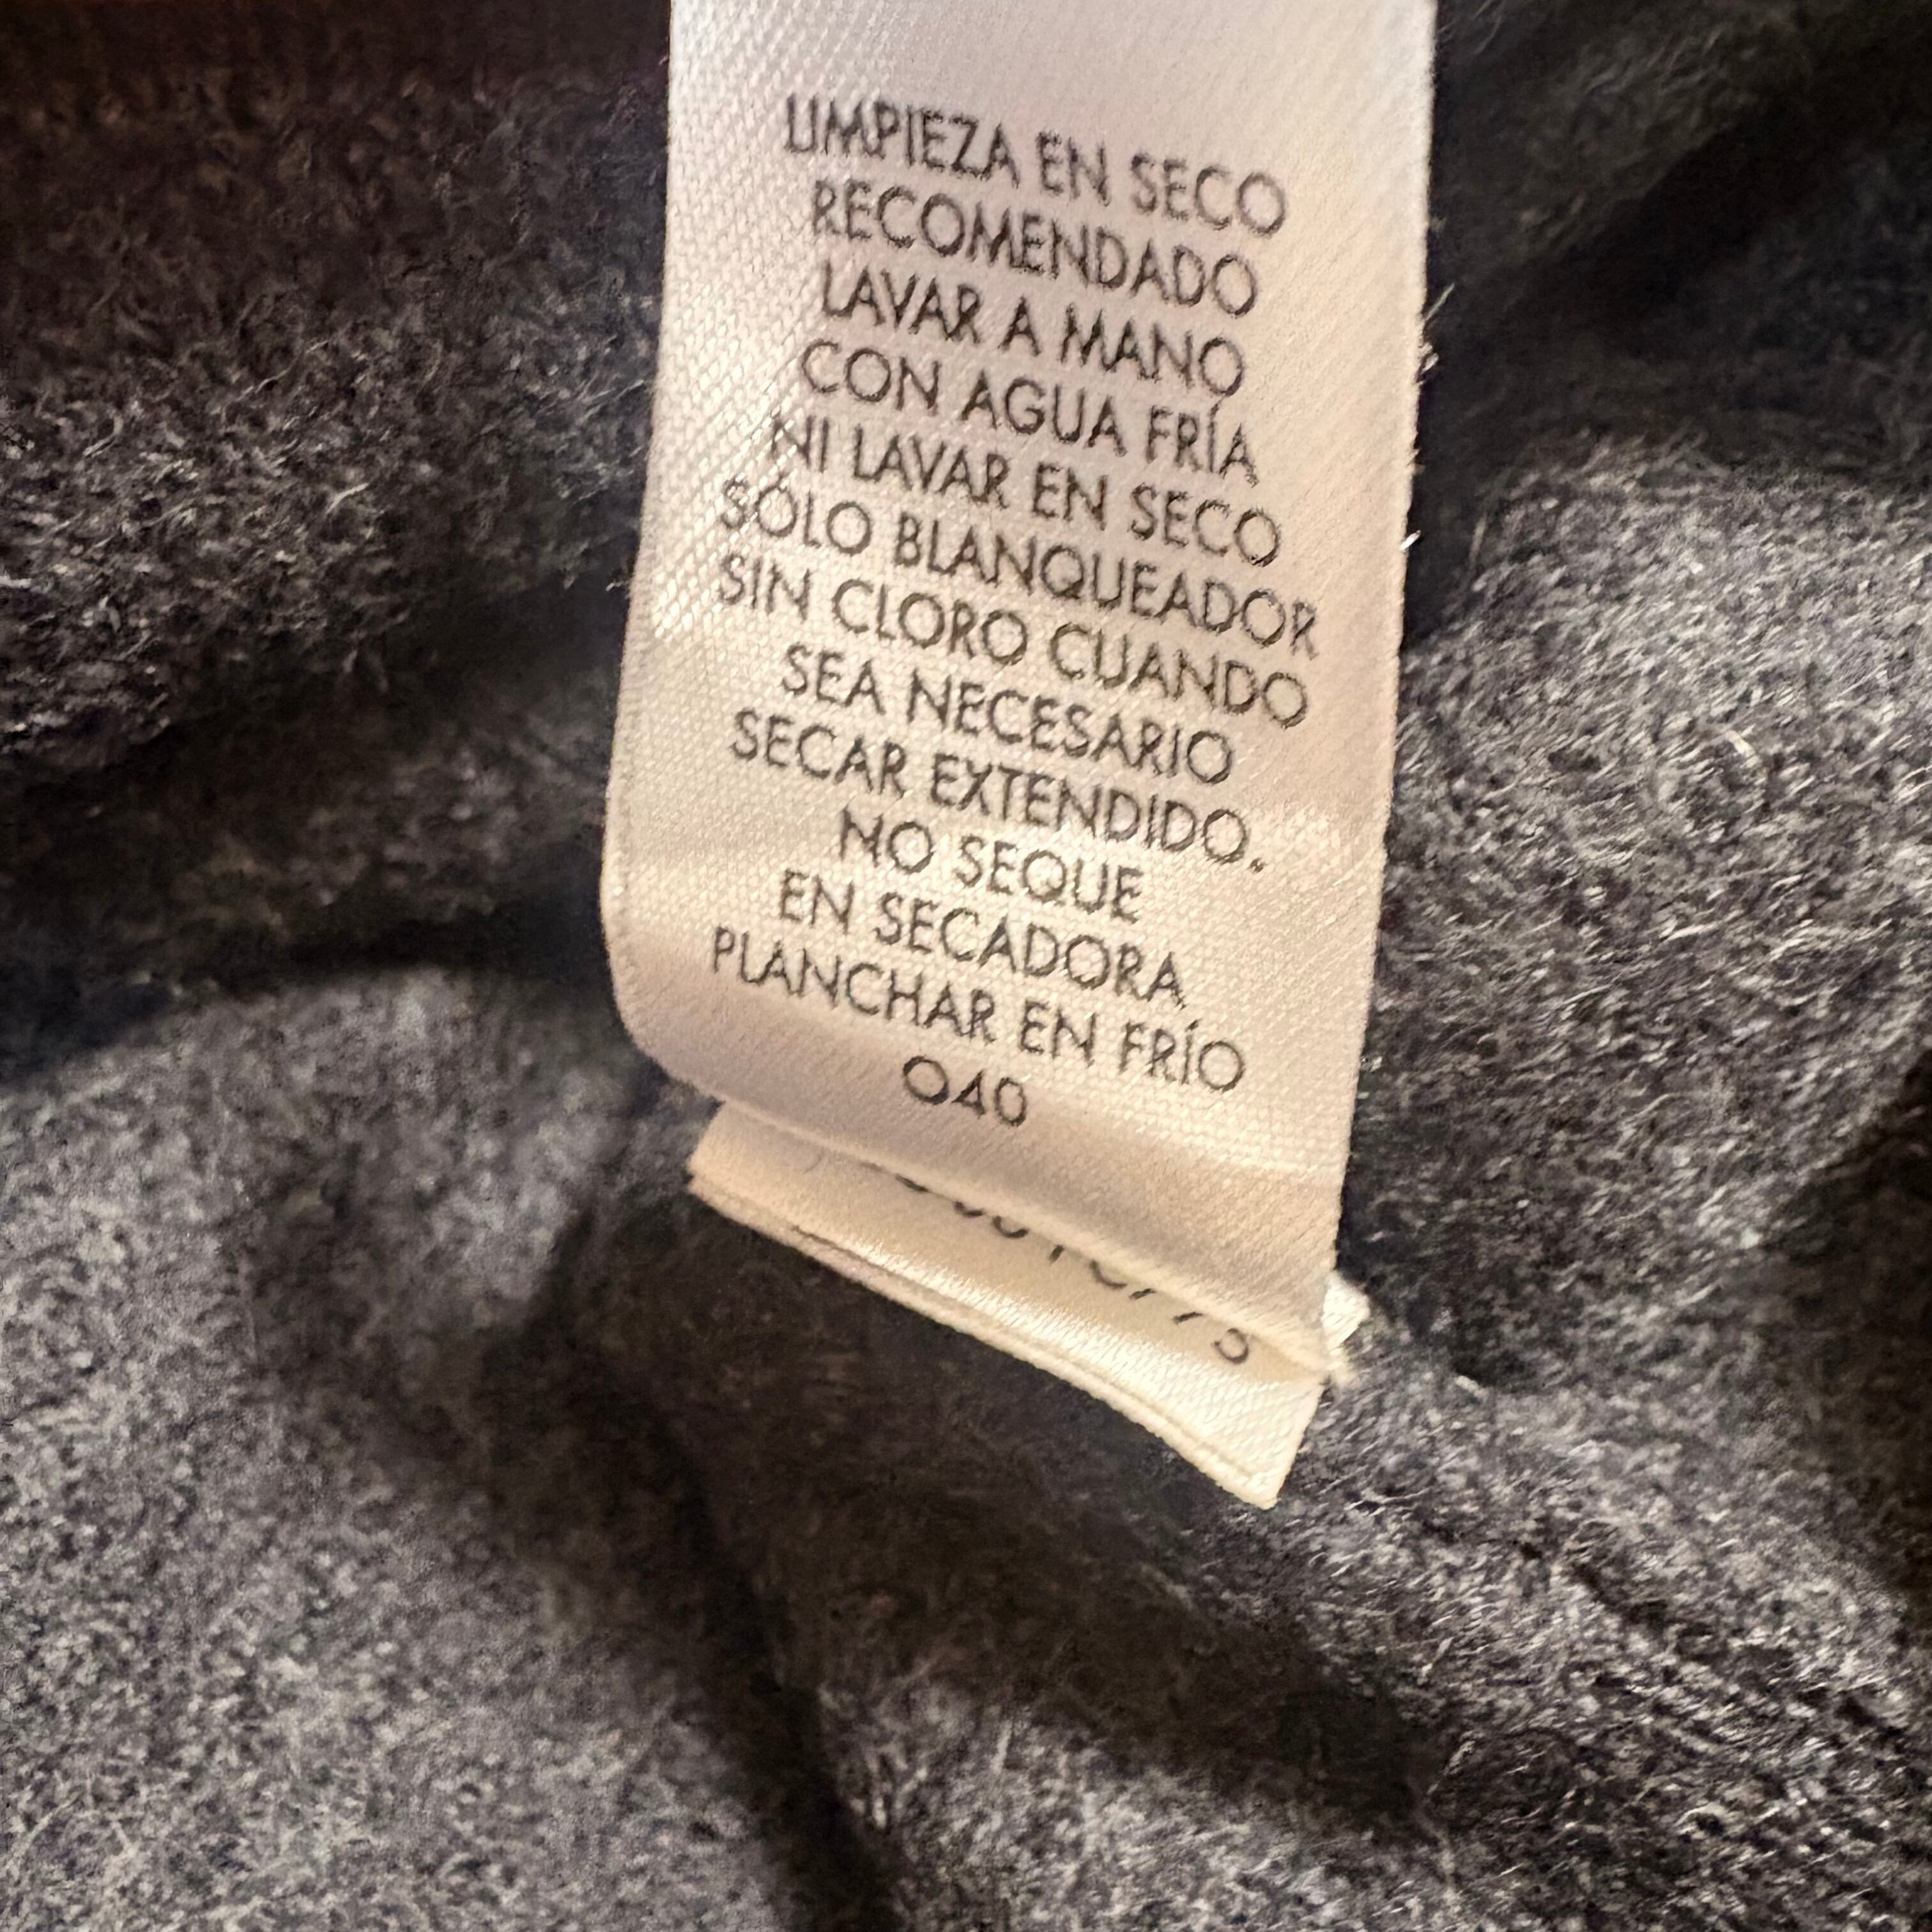 LIMPIEZA EN SECO
RECOMENDADO
LAVAR A MANO
CON AGUA FRÍA
NI LAVAR EN SECO
SÓLO BLANQUEADOR
SIN CLORO CUANDO
SEA NECESARIO
SECAR EXTENDIDO.
NO SEQUE
EN SECADORA
PLANCHAR EN FRÍO
O40